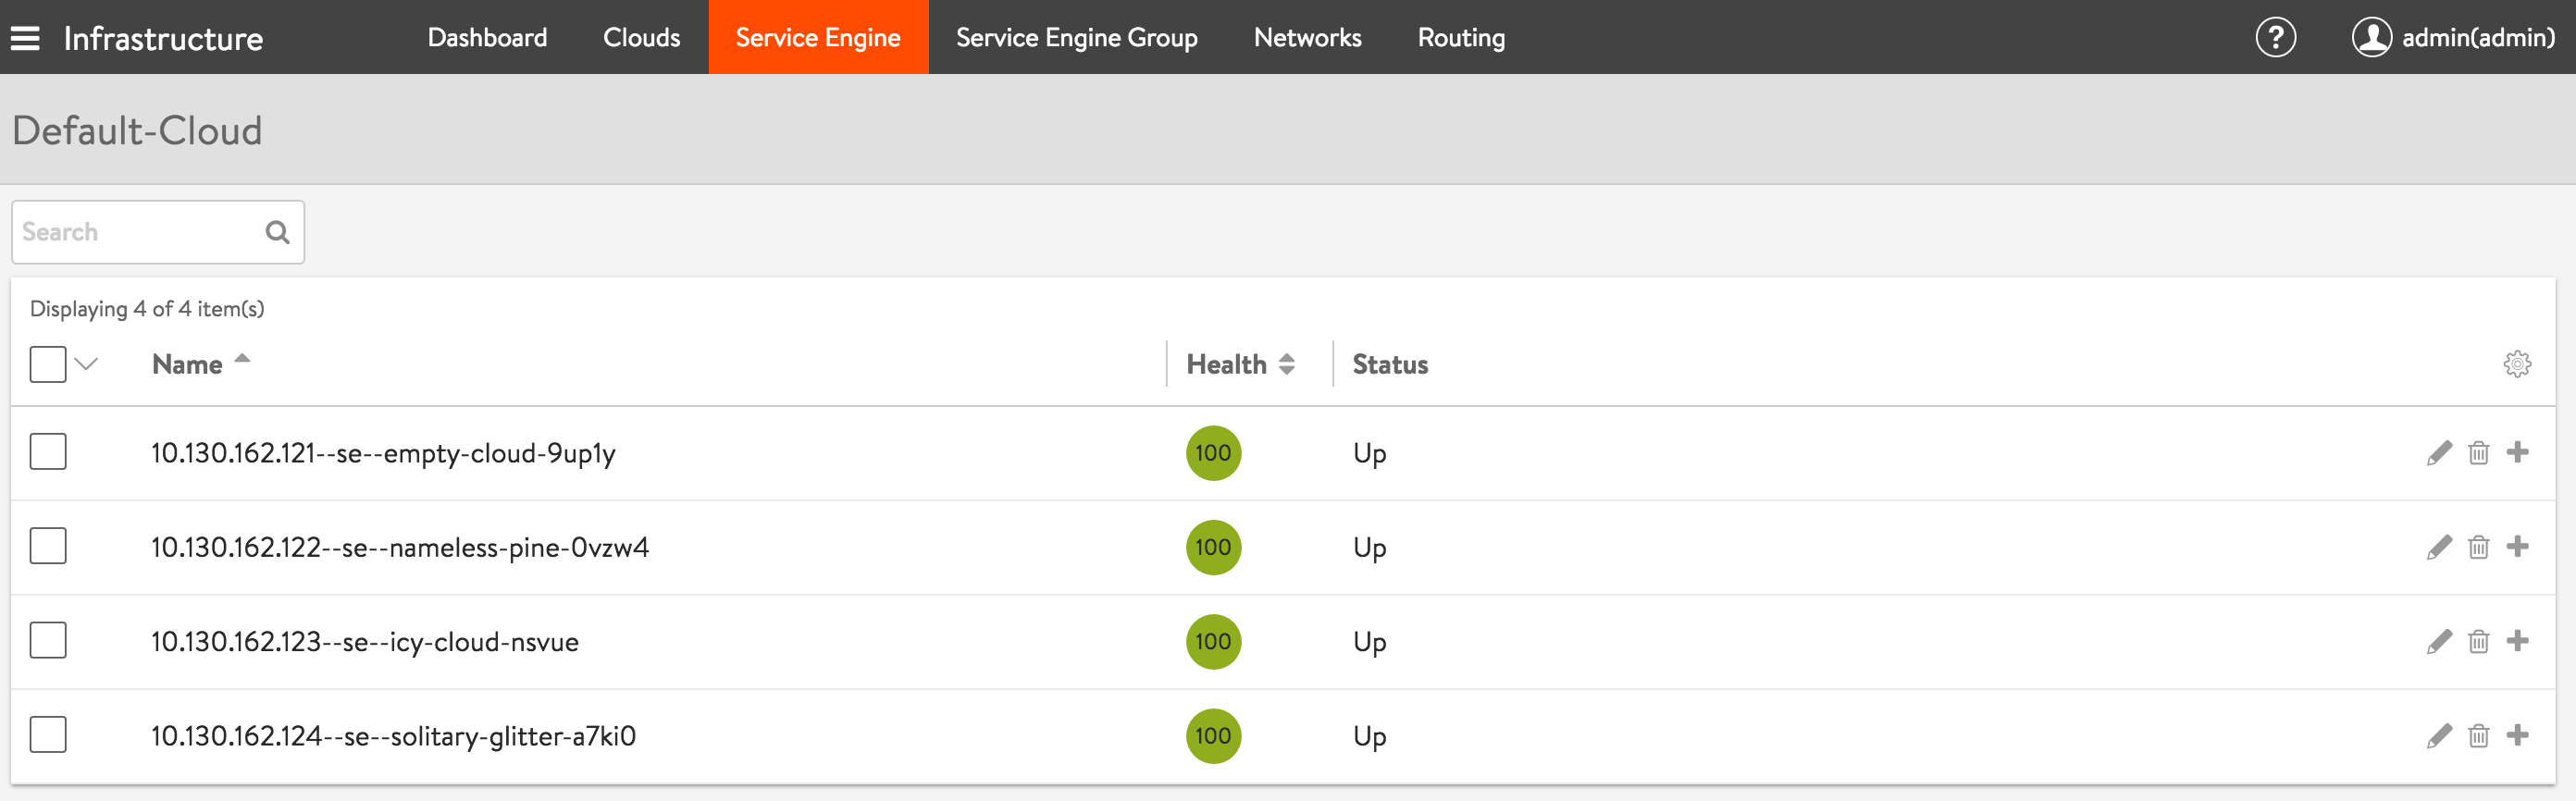 Infrastructure Dashboard Clouds Service Engine Service Engine Group Networks Routing ? admin(admin)
Default-Cloud
Search
Displaying 4 of 4 item(s)
Name Health Status
10.130.162.121--se--empty-cloud-9up1y 100 Up
10.130.162.122--se--nameless-pine-0vzw4 100 Up
10.130.162.123--se--icy-cloud-nsvue 100 Up
10.130.162.124--se--solitary-glitter-a7ki0 100 Up